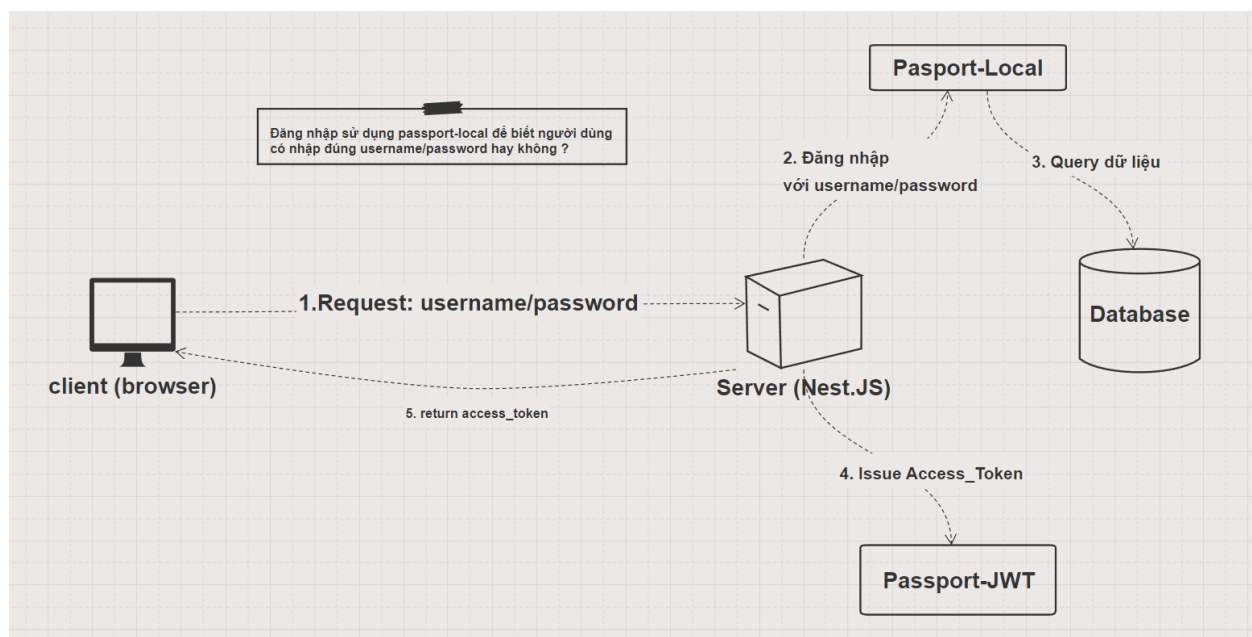 Pasport-Local
Đăng nhập sử dụng passport-local để biết người dùng
có nhập đúng username/password hay không ?
2. Đăng nhập
với username/password
3. Query dữ liệu
1.Request: username/password
Database
client (browser)
Server (Nest.JS)
5. return access_token
4. Issue Access_Token
Passport-JWT